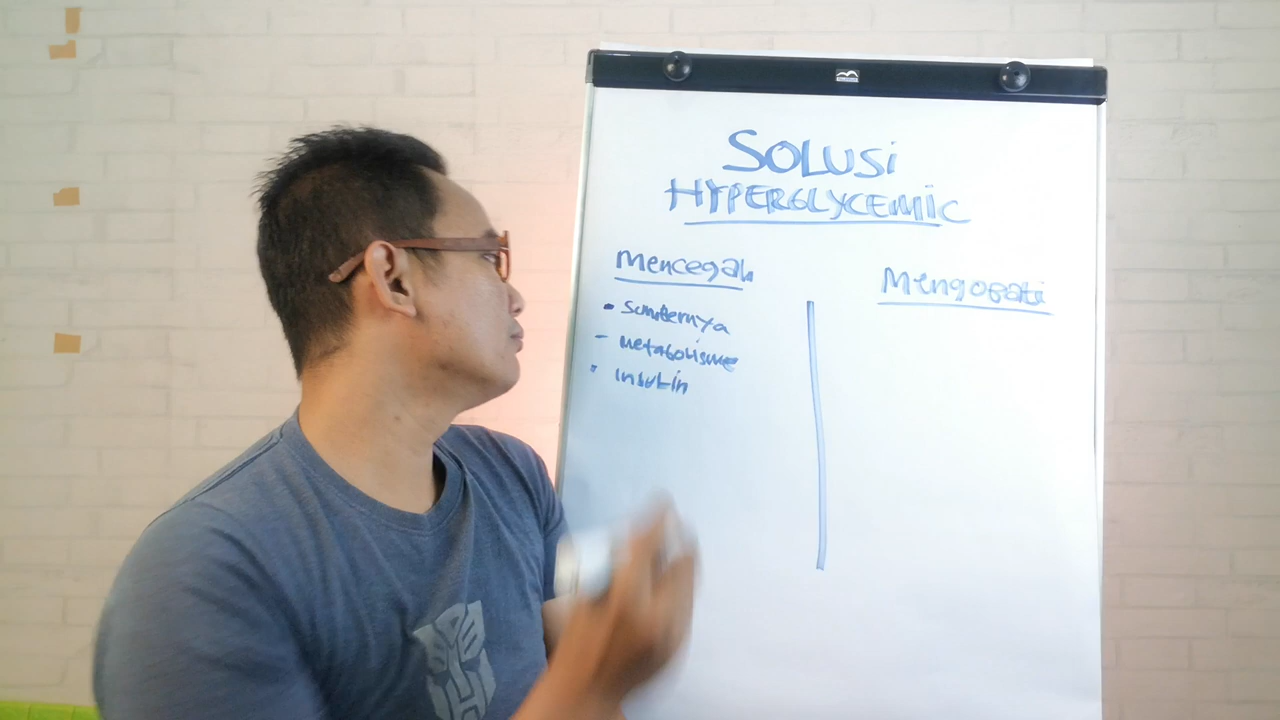 SOLUSi
HYPERGLYCEMIC
Mencegah
• Sumbernya
- Metabolisme
• Insulin
Mengobati